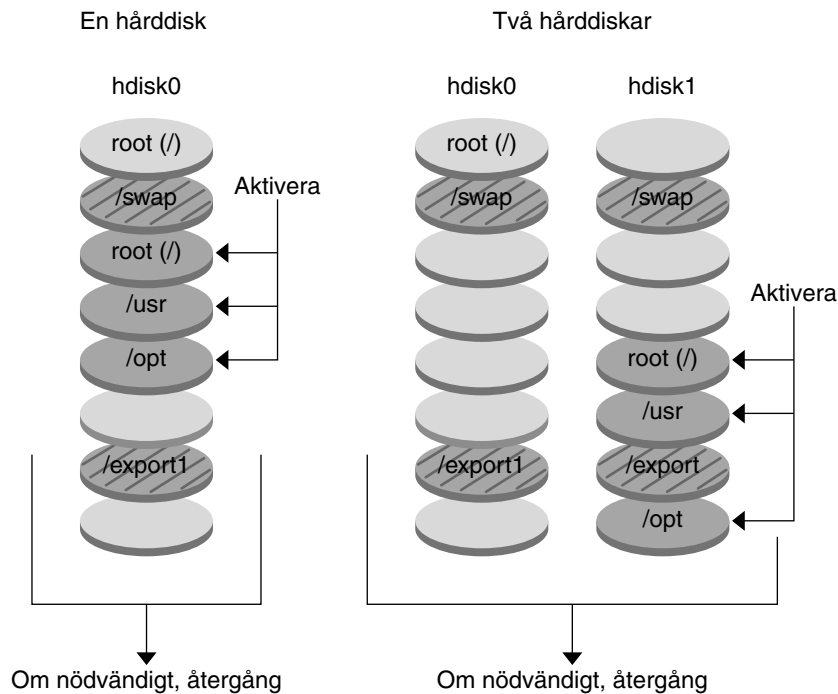 En hårddisk
hdisk0
root (/)
/swap
Aktivera
root (/)
/usr
/opt
/export1
Om nödvändigt, återgång
Två hårddiskar
hdisk0
hdisk1
root (/)
/swap
/swap
Aktivera
root (/)
/usr
/export1
/export
/opt
Om nödvändigt, återgång